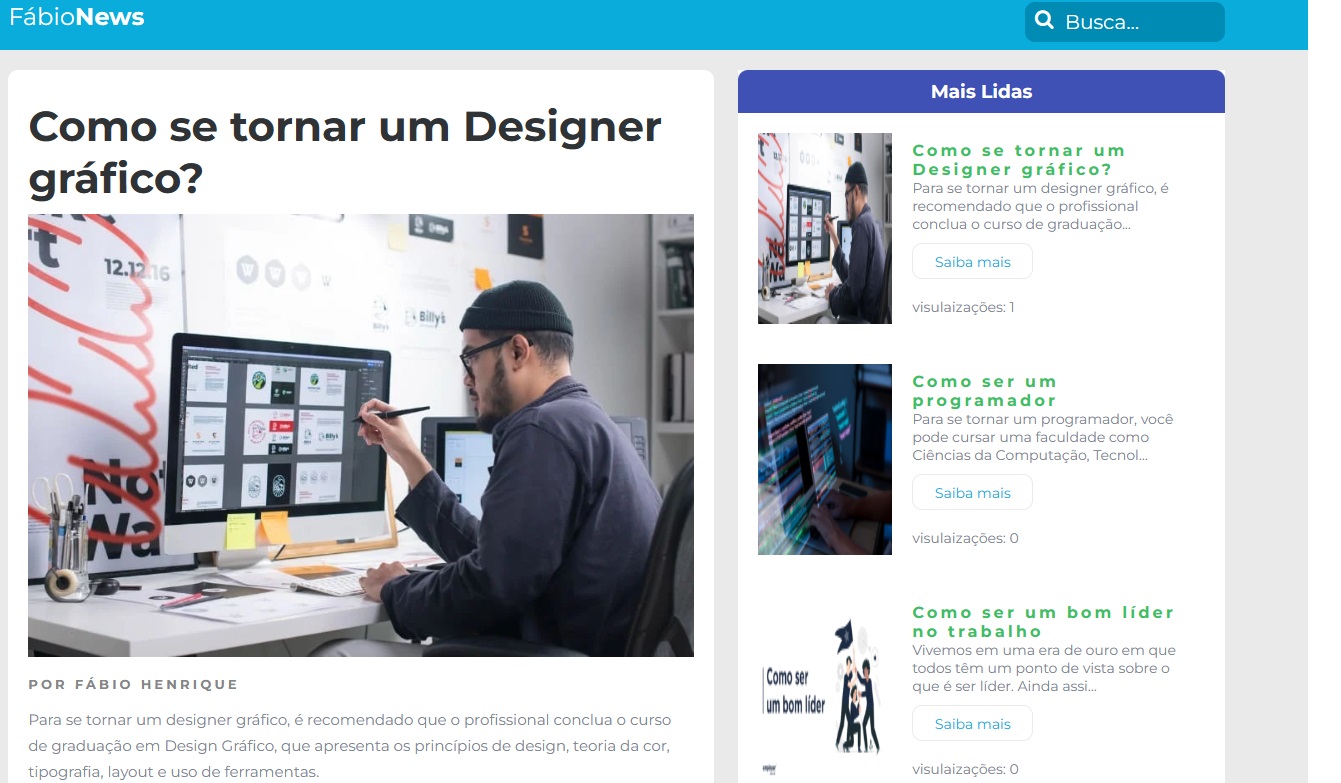 FábioNews
Busca...
Como se tornar um Designer
gráfico?
12.12.16
Billy's
POR FÁBIO HENRIQUE
Para se tornar um designer gráfico, é recomendado que o profissional conclua o curso
de graduação em Design Gráfico, que apresenta os princípios de design, teoria da cor,
tipografia, layout e uso de ferramentas.
Mais Lidas
Como se tornar um
Designer gráfico?
Para se tornar um designer gráfico, é
recomendado que o profissional
conclua o curso de graduação...
Saiba mais
visulaizações: 1
Como ser um
programador
Para se tornar um programador, você
pode cursar uma faculdade como
Ciências da Computação, Tecnol...
Saiba mais
visulaizações: 0
Como ser
um bom líder
Como ser um bom líder
no trabalho
Vivemos em uma era de ouro em que
todos têm um ponto de vista sobre o
que é ser líder. Ainda assi...
Saiba mais
visulaizações: 0